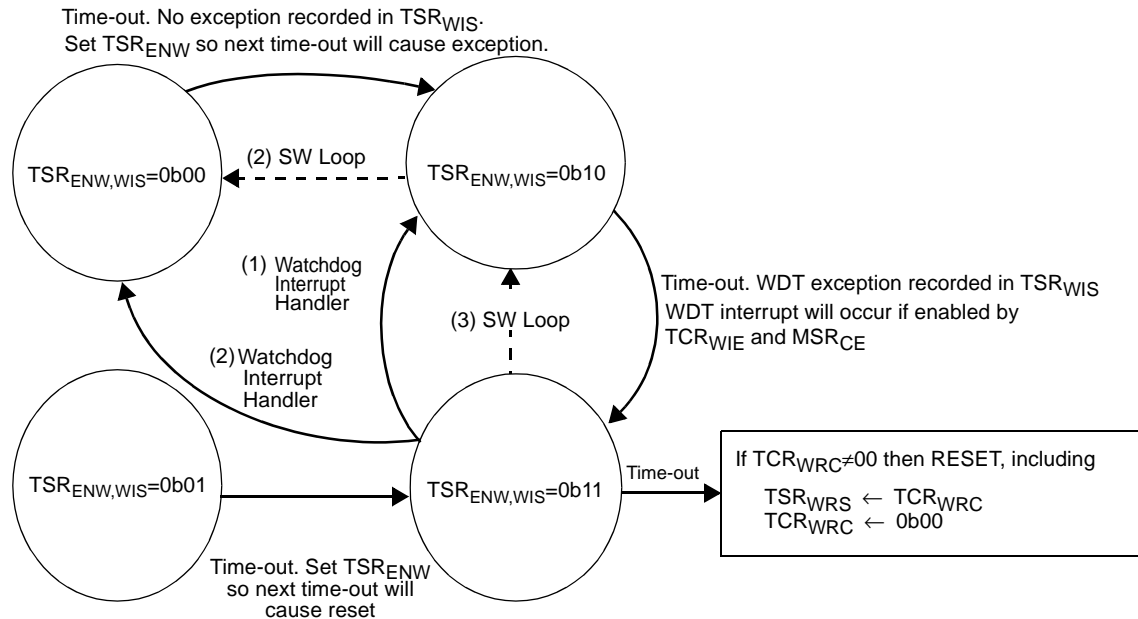 Time-out. No exception recorded in TSRWIS.
Set TSRENW so next time-out will cause exception.
TSRENW,WIS=0b00
(2) SW Loop
TSRENW,WIS=0b10
(1) Watchdog
Interrupt
Handler
Time-out. WDT exception recorded in TSRWIS
WDT interrupt will occur if enabled by
TCRWIE and MSRCE
(3) SW Loop
(2) Watchdog
Interrupt
Handler
TSRENW,WIS=0b01
TSRENW,WIS=0b11
Time-out
If TCRWRC≠00 then RESET, including
TSRWRS ← TCRWRC
TCRWRC ← 0b00
Time-out. Set TSRENW
so next time-out will
cause reset